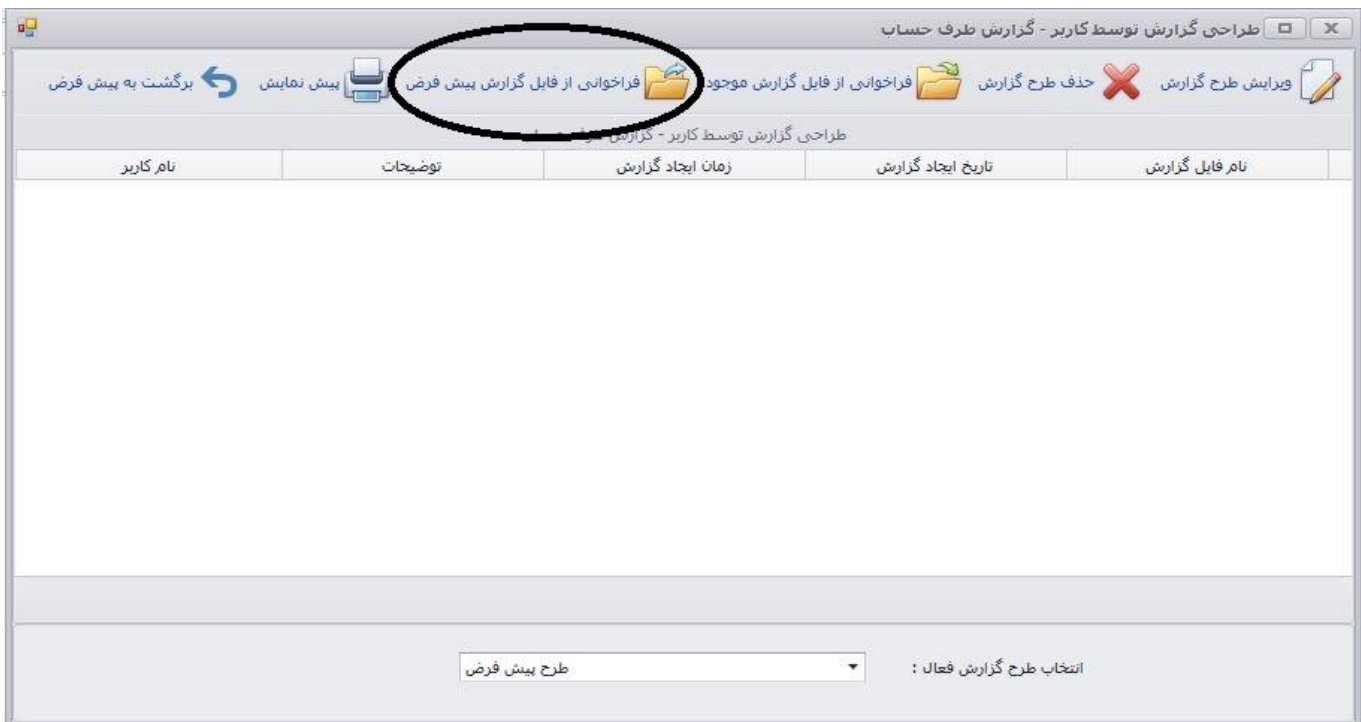 طراحی گزارش توسط کاربر - گزارش طرف حساب
ویرایش طرح گزارش حذف طرح گزارش فراخوانی از فایل گزارش موجود فراخوانی از فایل گزارش پیش فرض پیش نمایش برگشت به پیش فرض
طراحی گزارش توسط کاربر - گزارش
نام فایل گزارش تاریخ ایجاد گزارش زمان ایجاد گزارش توضیحات نام کاربر
انتخاب طرح گزارش فعال : طرح پیش فرض